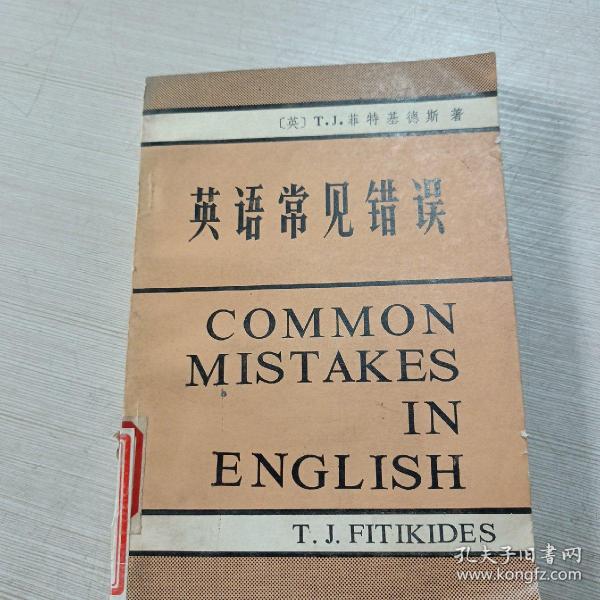 〔英〕T.J.菲特基德斯 著
英语常见错误
COMMON
MISTAKES
IN
ENGLISH
T. J. FITIKIDES
孔夫子旧书网
www.kongfz.com